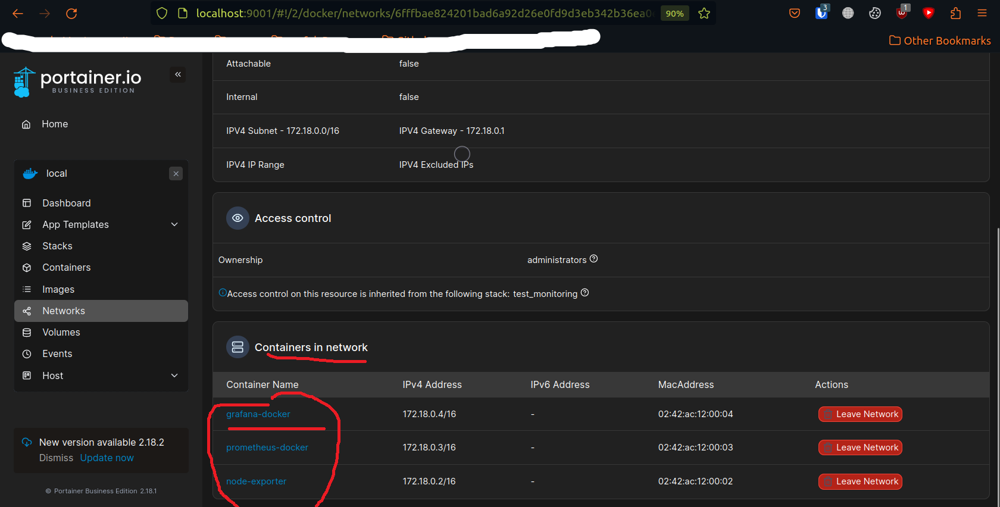 localhost:9001/#!/2/docker/networks/6fffbae824201bad6a92d26e0fd9d3eb342b36ea0
90%
3
1
Other Bookmarks
portainer.io
BUSINESS EDITION
Home
local
Dashboard
App Templates
Stacks
Containers
Images
Networks
Volumes
Events
Host
New version available 2.18.2
Dismiss Update now
© Portainer Business Edition 2.18.1
Attachable false
Internal false
IPV4 Subnet - 172.18.0.0/16 IPV4 Gateway - 172.18.0.1
IPV4 IP Range IPV4 Excluded IPs
Access control
Ownership administrators
Access control on this resource is inherited from the following stack: test_monitoring
Containers in network
Container Name IPv4 Address IPv6 Address MacAddress Actions
grafana-docker 172.18.0.4/16 - 02:42:ac:12:00:04 Leave Network
prometheus-docker 172.18.0.3/16 - 02:42:ac:12:00:03 Leave Network
node-exporter 172.18.0.2/16 - 02:42:ac:12:00:02 Leave Network